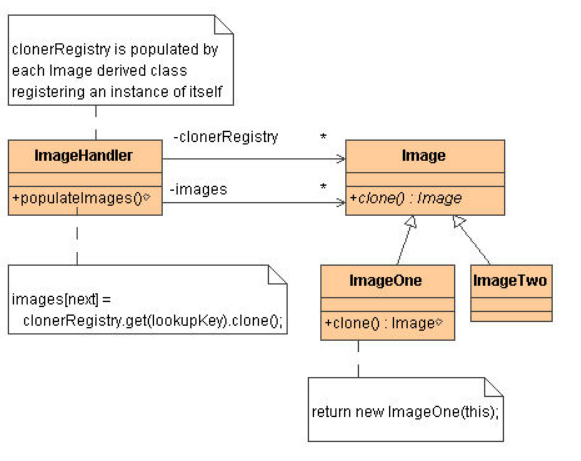 clonerRegistry is populated by
each Image derived class
registering an instance of itself
ImageHandler
+populateImages()
-clonerRegistry
*
-images
*
Image
+clone() : Image
images[next] =
clonerRegistry.get(lookupKey).clone();
ImageOne
+clone() : Image
ImageTwo
return new ImageOne(this);